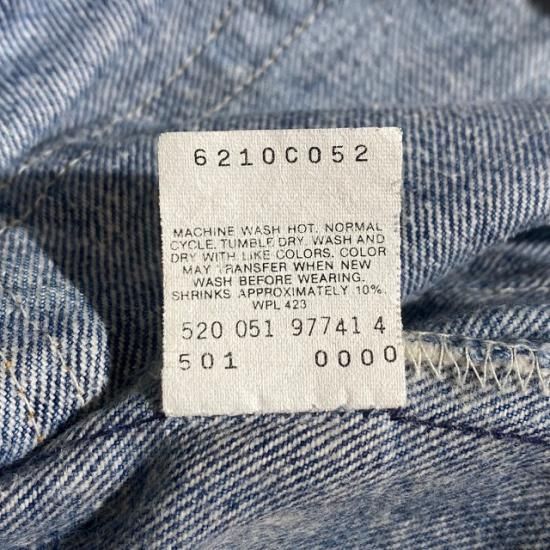 6210C052
MACHINE WASH HOT, NORMAL
CYCLE. TUMBLE DRY. WASH AND
DRY WITH LIKE COLORS. COLOR
MAY TRANSFER WHEN NEW
WASH BEFORE WEARING.
SHRINKS APPROXIMATELY 10%.
WPL 423
520 051 97741 4
501 0000